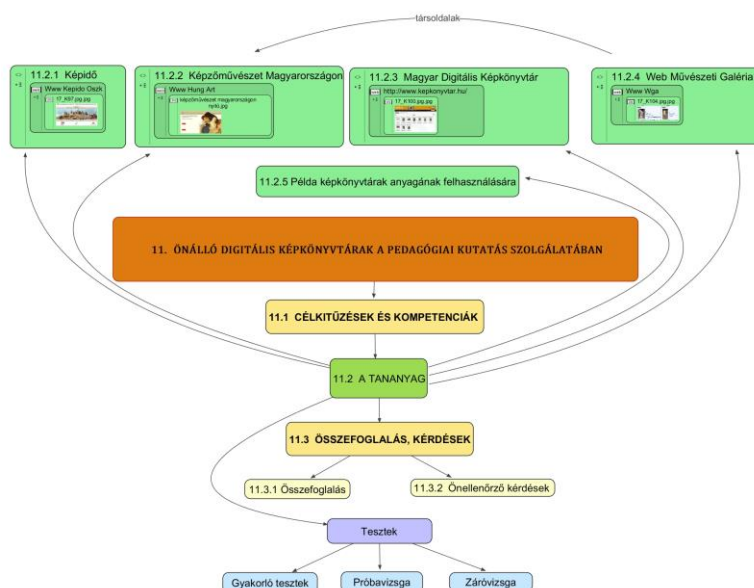 társoldalak
11.2.1 Képidő
Www Kepido Oszk
17_K97.jpg.jpg
11.2.2 Képzőművészet Magyarországon
Www Hung Art
képzőművészet magyarországon
nyitó.jpg
11.2.3 Magyar Digitális Képkönyvtár
http://www.kepkonyvtar.hu/
17_K100.jpg.jpg
11.2.4 Web Művészeti Galéria
Www Wga
17_K104.jpg.jpg
11.2.5 Példa képkönyvtárak anyagának felhasználására
11. ÖNÁLLÓ DIGITÁLIS KÉPKÖNYVTÁRAK A PEDAGÓGIAI KUTATÁS SZOLGÁLATÁBAN
11.1 CÉLKITŰZÉSEK ÉS KOMPETENCIÁK
11.2 A TANANYAG
11.3 ÖSSZEFOGLALÁS, KÉRDÉSEK
11.3.1 Összefoglalás
11.3.2 Önellenőrző kérdések
Tesztek
Gyakorló tesztek
Próbavizsga
Záróvizsga